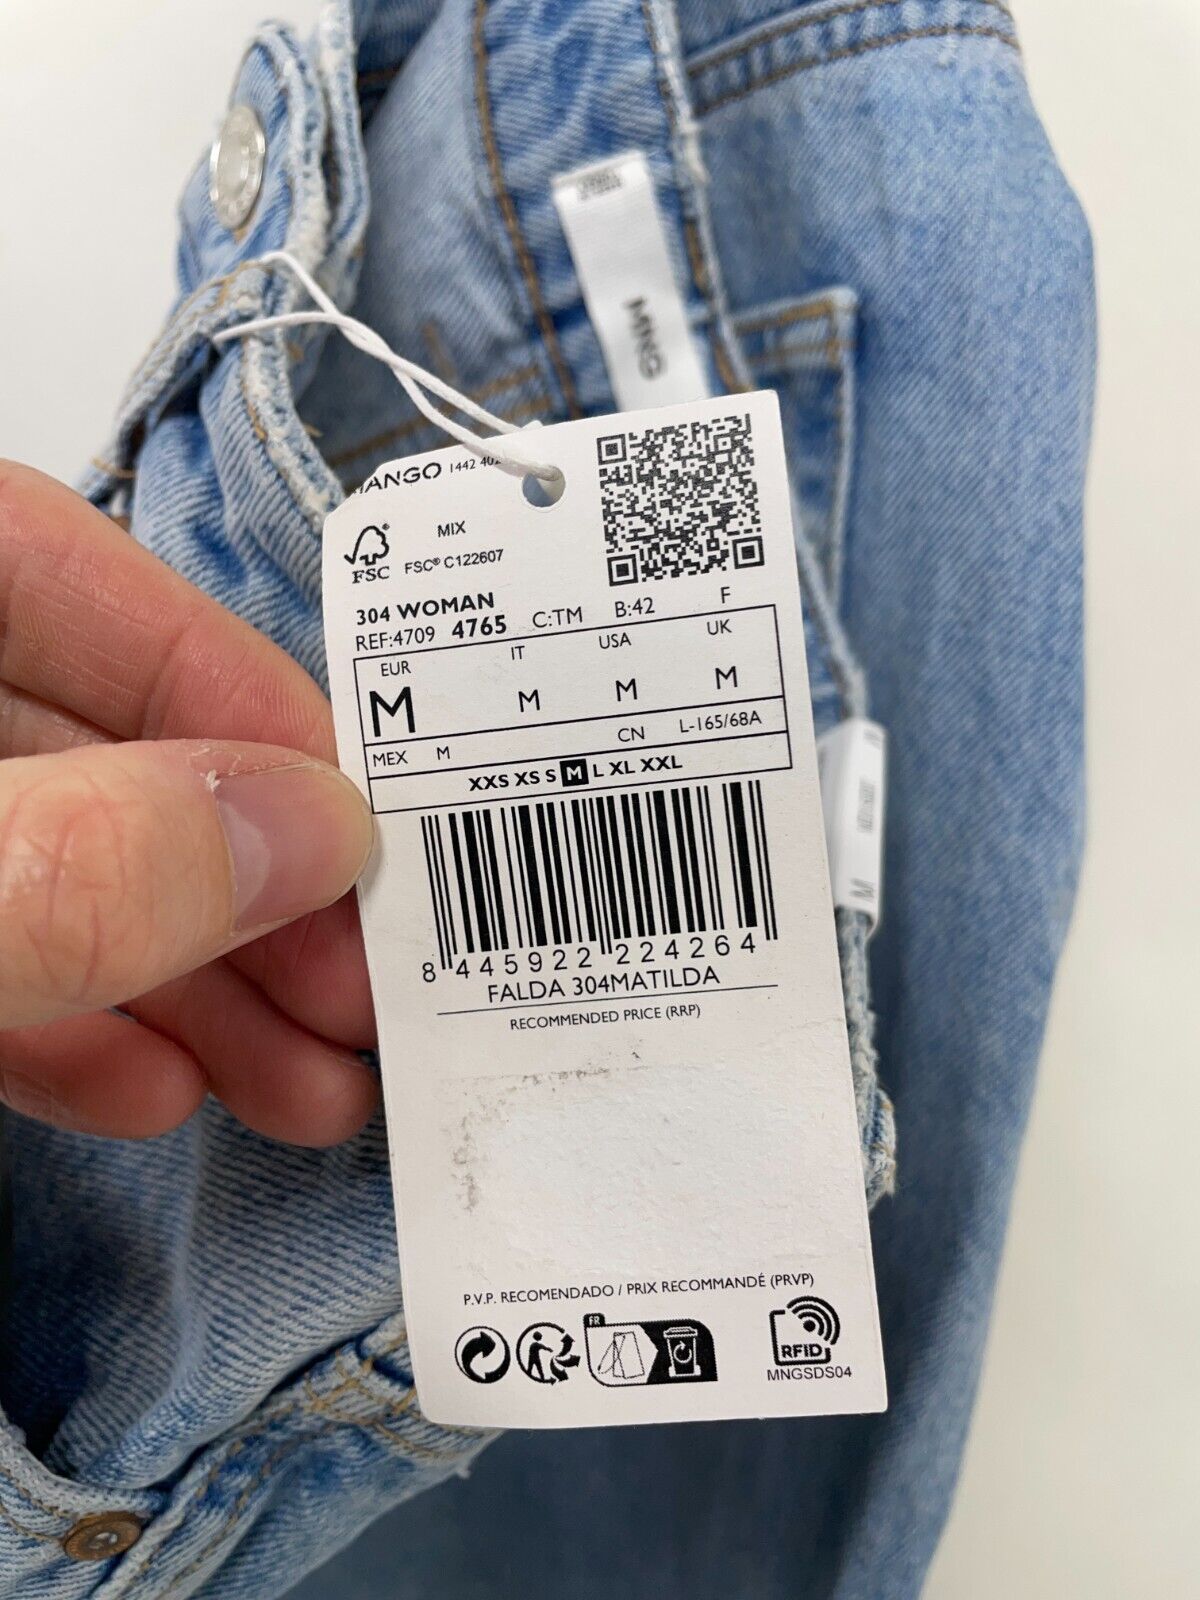 MNG
MANGO 1442 402
MIX
FSC FSC® C122607
304 WOMAN
REF:4709 4765 C:TM B:42 F
EUR IT USA UK
M M M M
MEX M CN L-165/68A
XXS XS S M L XL XXL
8 445922 224264
FALDA 304MATILDA
RECOMMENDED PRICE (RRP)
P.V.P. RECOMENDADO / PRIX RECOMMANDÉ (PRVP)
FR
RFID
MNGSDS04
M